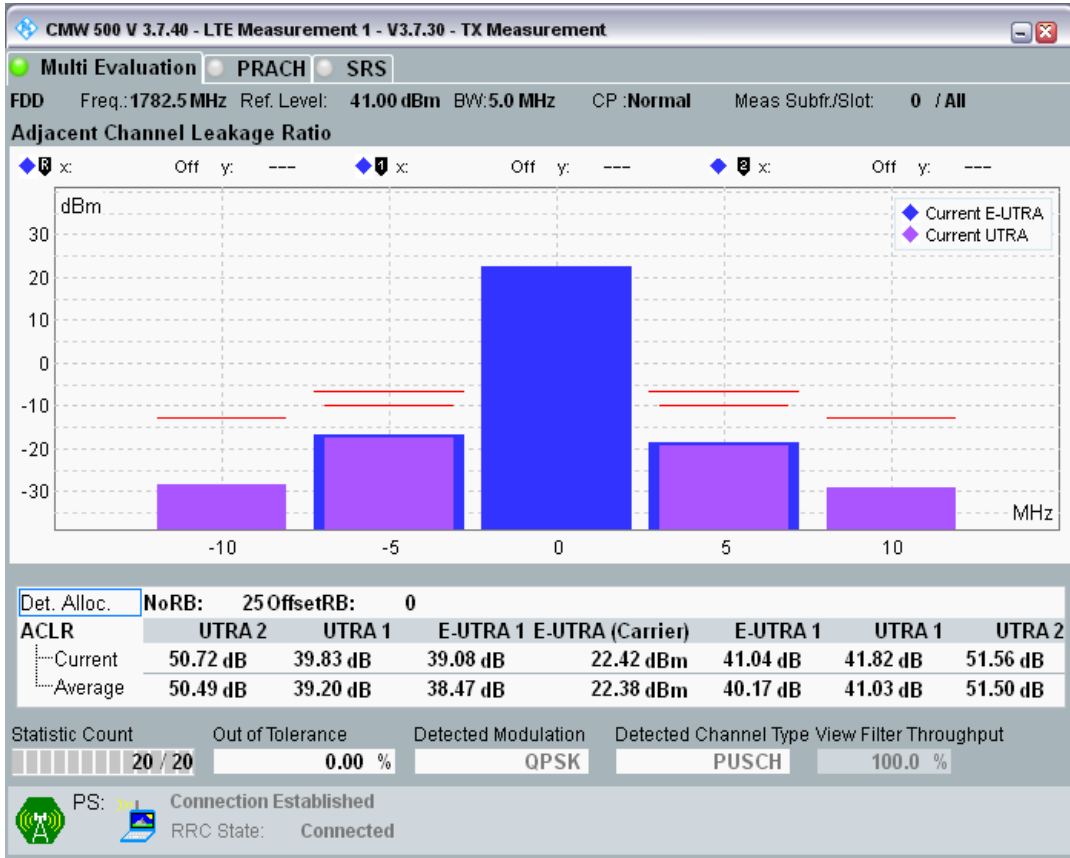 CMW 500 V 3.7.40 - LTE Measurement 1 - V3.7.30 - TX Measurement
Multi Evaluation PRACH SRS
FDD Freq.:1782.5 MHz Ref. Level: 41.00 dBm BW:5.0 MHz CP :Normal Meas Subfr./Slot: 0 / All
Adjacent Channel Leakage Ratio
R x: Off y: --- 1 x: Off y: --- 2 x: Off y: ---
dBm
Current E-UTRA
Current UTRA
30
20
10
0
-10
-20
-30
MHz
-10 -5 0 5 10
Det. Alloc. NoRB: 25 OffsetRB: 0
ACLR UTRA 2 UTRA 1 E-UTRA 1 E-UTRA (Carrier) E-UTRA 1 UTRA 1 UTRA 2
Current 50.72 dB 39.83 dB 39.08 dB 22.42 dBm 41.04 dB 41.82 dB 51.56 dB
Average 50.49 dB 39.20 dB 38.47 dB 22.38 dBm 40.17 dB 41.03 dB 51.50 dB
Statistic Count Out of Tolerance Detected Modulation Detected Channel Type View Filter Throughput
20 / 20 0.00 % QPSK PUSCH 100.0 %
PS: Connection Established
RRC State: Connected